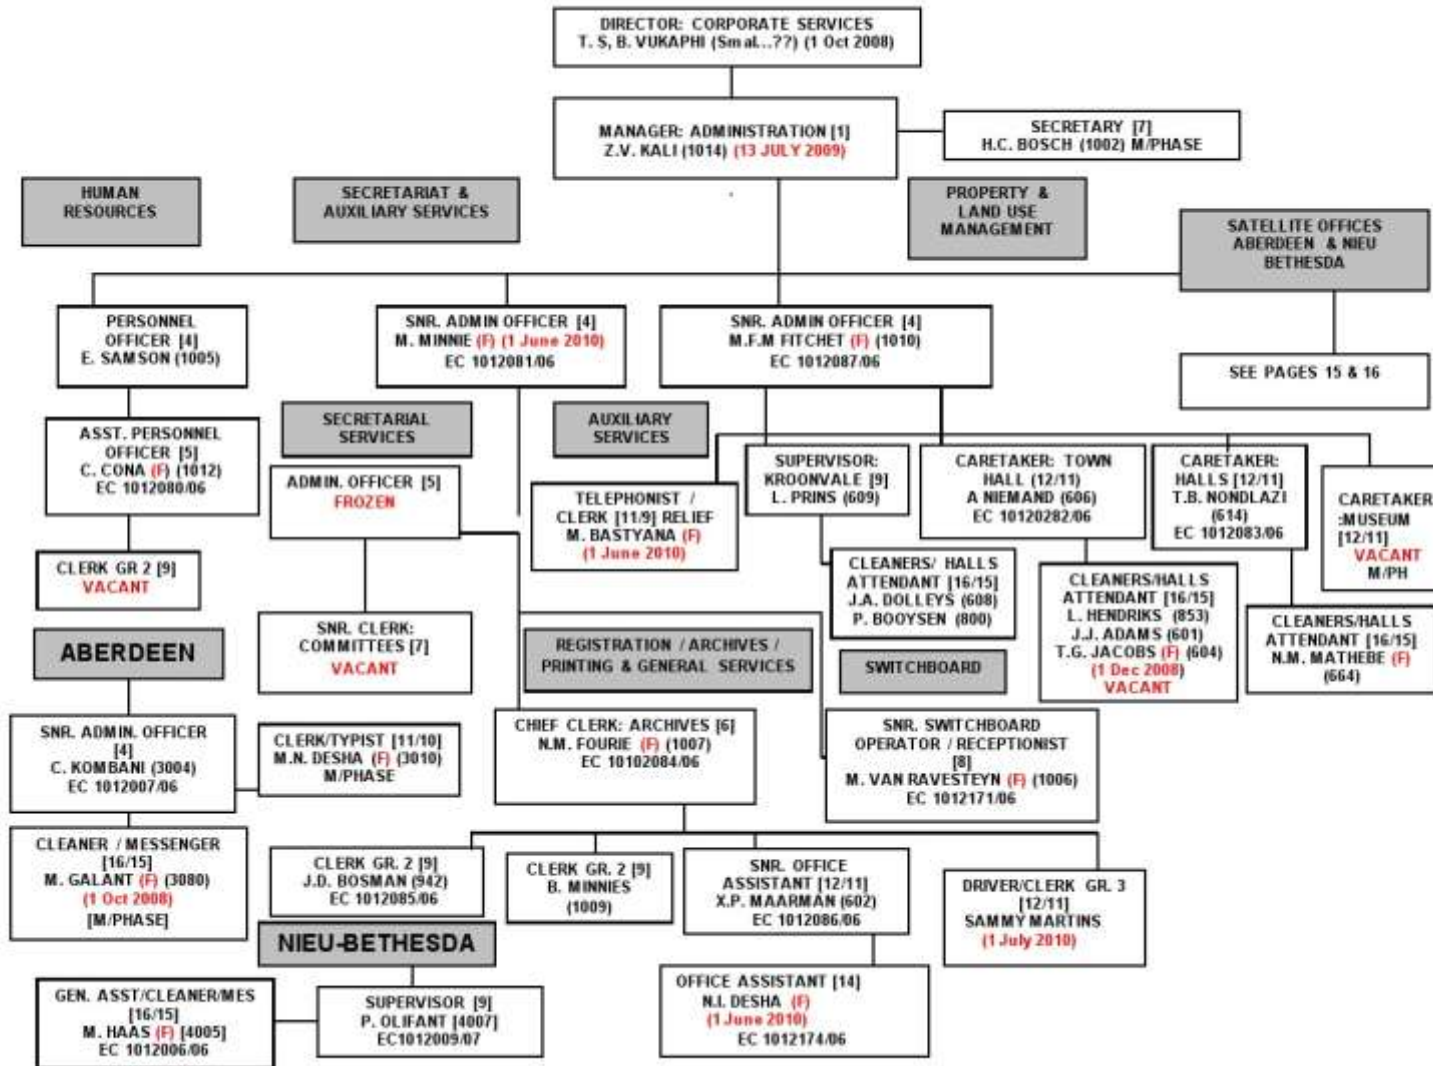 DIRECTOR: CORPORATE SERVICES
T. S, B. VUKAPHI (Smal...??) (1 Oct 2008)
MANAGER: ADMINISTRATION [1]
Z.V. KALI (1014) (13 JULY 2009)
SECRETARY [7]
H.C. BOSCH (1002) M/PHASE
HUMAN
RESOURCES
SECRETARIAT &
AUXILIARY SERVICES
PROPERTY &
LAND USE
MANAGEMENT
SATELLITE OFFICES
ABERDEEN & NIEU
BETHESDA
PERSONNEL
OFFICER [4]
E. SAMSON (1005)
SNR. ADMIN OFFICER [4]
M. MINNIE (F) (1 June 2010)
EC 1012081/06
SNR. ADMIN OFFICER [4]
M.F.M FITCHET (F) (1010)
EC 1012087/06
SEE PAGES 15 & 16
ASST. PERSONNEL
OFFICER [5]
C. CONA (F) (1012)
EC 1012080/06
SECRETARIAL
SERVICES
AUXILIARY
SERVICES
ADMIN. OFFICER [5]
FROZEN
TELEPHONIST /
CLERK [11/9] RELIEF
M. BASTYANA (F)
(1 June 2010)
SUPERVISOR:
KROONVALE [9]
L. PRINS (609)
CARETAKER: TOWN
HALL (12/11)
A NIEMAND (606)
EC 10120282/06
CARETAKER:
HALLS [12/11]
T.B. NONDLAZI
(614)
EC 1012083/06
CARETAKER
:MUSEUM
[12/11]
VACANT
M/PH
CLERK GR 2 [9]
VACANT
CLEANERS/ HALLS
ATTENDANT [16/15]
J.A. DOLLEYS (608)
P. BOOYSEN (800)
CLEANERS/HALLS
ATTENDANT [16/15]
L. HENDRIKS (853)
J.J. ADAMS (601)
T.G. JACOBS (F) (604)
(1 Dec 2008)
VACANT
CLEANERS/HALLS
ATTENDANT [16/15]
N.M. MATHEBE (F)
(664)
SNR. CLERK:
COMMITTEES [7]
VACANT
ABERDEEN
REGISTRATION / ARCHIVES /
PRINTING & GENERAL SERVICES
SWITCHBOARD
SNR. ADMIN. OFFICER
[4]
C. KOMBANI (3004)
EC 1012007/06
CLERK/TYPIST [11/10]
M.N. DESHA (F) (3010)
M/PHASE
CHIEF CLERK: ARCHIVES [6]
N.M. FOURIE (F) (1007)
EC 10102084/06
SNR. SWITCHBOARD
OPERATOR / RECEPTIONIST
[8]
M. VAN RAVESTEYN (F) (1006)
EC 1012171/06
CLEANER / MESSENGER
[16/15]
M. GALANT (F) (3080)
(1 Oct 2008)
[M/PHASE]
CLERK GR. 2 [9]
J.D. BOSMAN (942)
EC 1012085/06
CLERK GR. 2 [9]
B. MINNIES
(1009)
SNR. OFFICE
ASSISTANT [12/11]
X.P. MAARMAN (602)
EC 1012086/06
DRIVER/CLERK GR. 3
[12/11]
SAMMY MARTINS
(1 July 2010)
NIEU-BETHESDA
GEN. ASST/CLEANER/MES
[16/15]
M. HAAS (F) [4005]
EC 1012006/06
SUPERVISOR [9]
P. OLIFANT [4007]
EC1012009/07
OFFICE ASSISTANT [14]
N.I. DESHA (F)
(1 June 2010)
EC 1012174/06